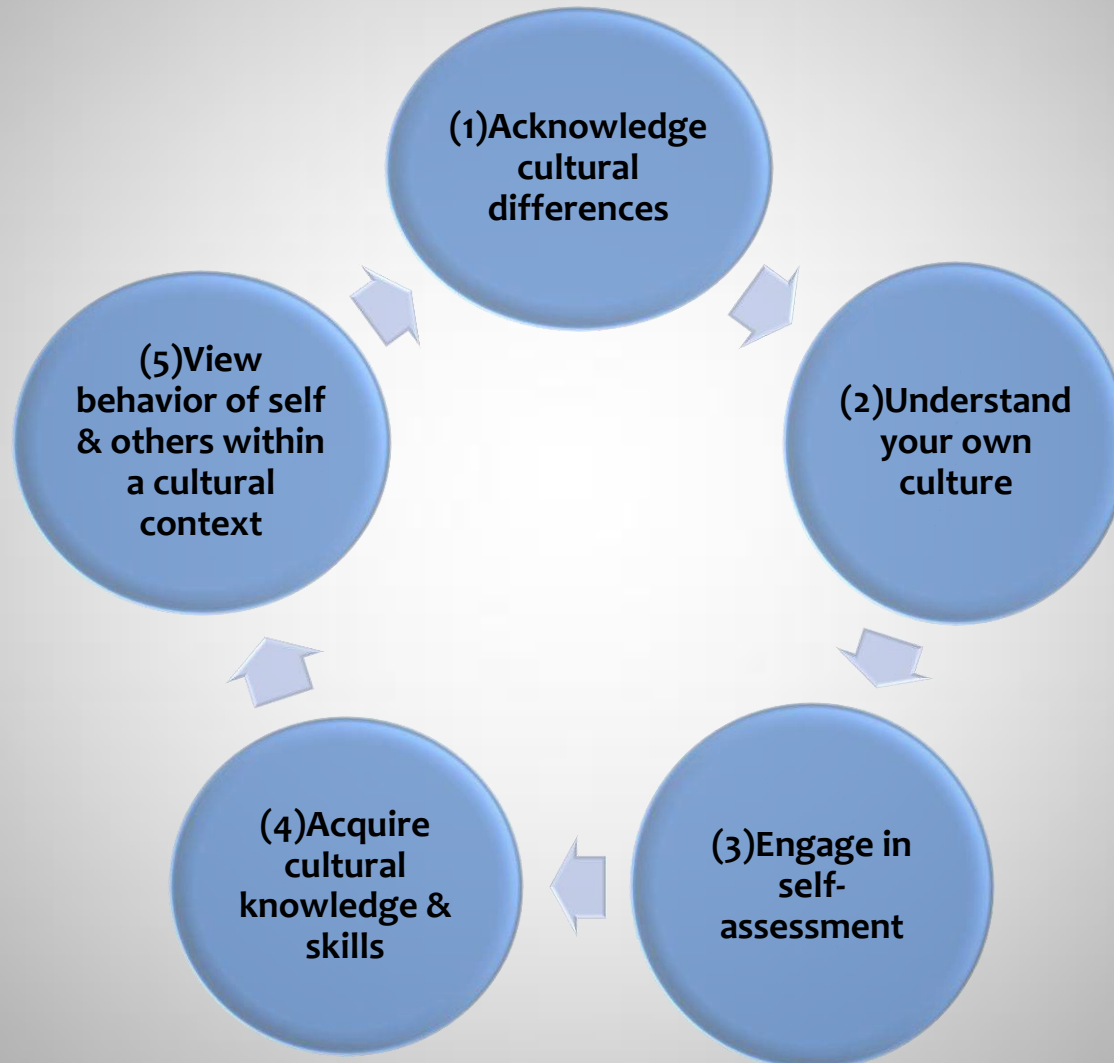 (1)Acknowledge
cultural
differences
(2)Understand
your own
culture
(3)Engage in
self-
assessment
(4)Acquire
cultural
knowledge &
skills
(5)View
behavior of self
& others within
a cultural
context